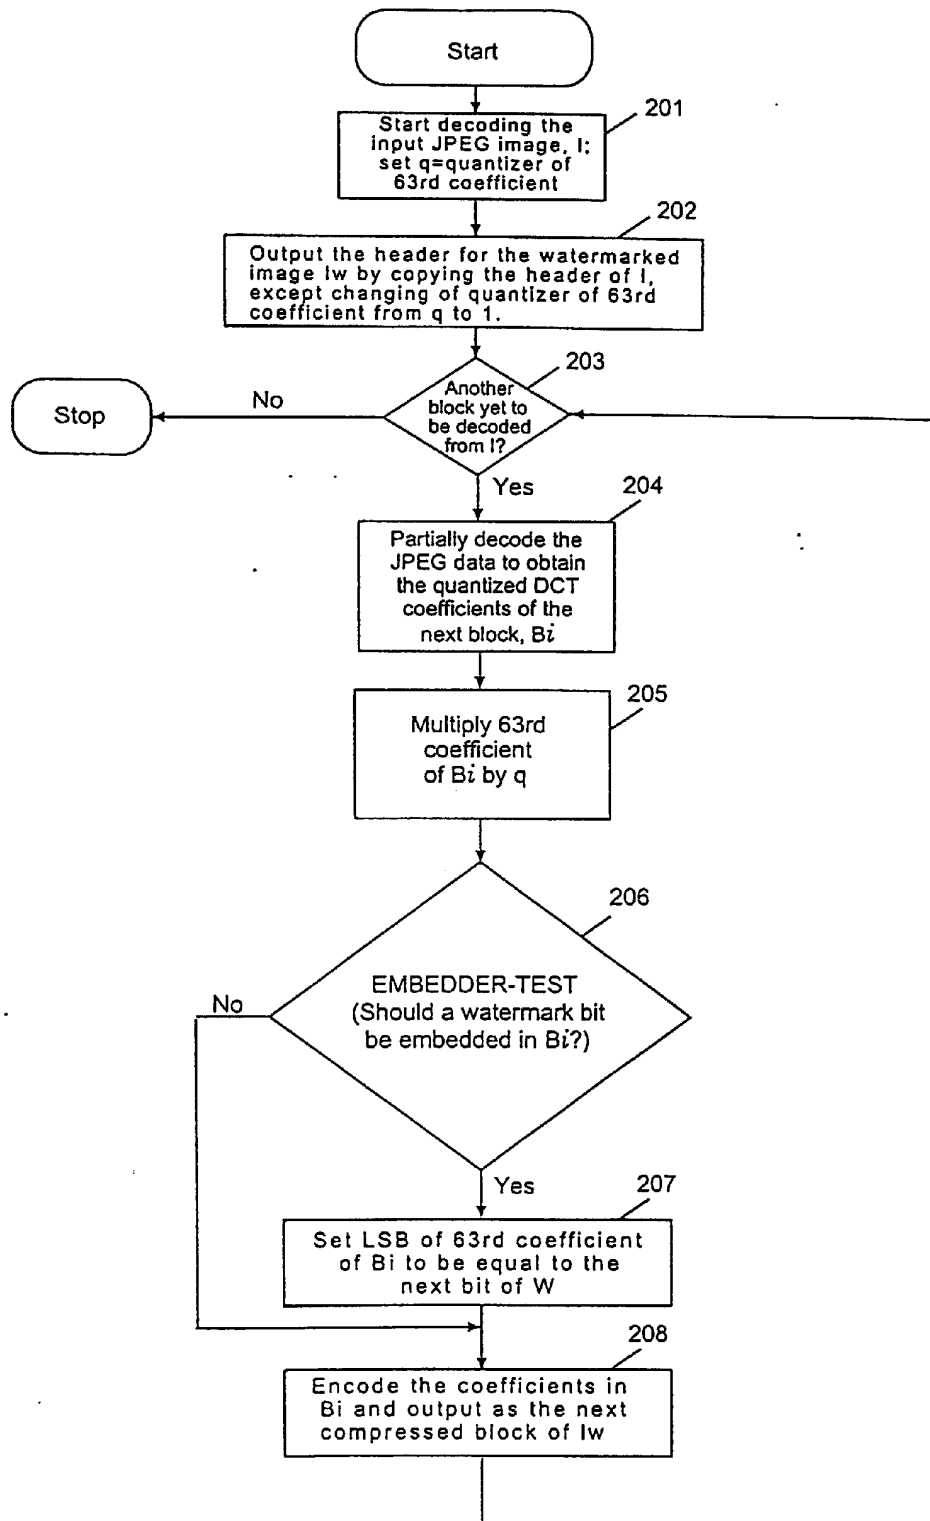 Start
201
Start decoding the
input JPEG image, I;
set q=quantizer of
63rd coefficient
202
Output the header for the watermarked
image Iw by copying the header of I,
except changing of quantizer of 63rd
coefficient from q to 1.
203
Another
block yet to
be decoded
from I?
No
Stop
Yes
204
Partially decode the
JPEG data to obtain
the quantized DCT
coefficients of the
next block, Bi
205
Multiply 63rd
coefficient
of Bi by q
206
EMBEDDER-TEST
(Should a watermark bit
be embedded in Bi?)
No
Yes
207
Set LSB of 63rd coefficient
of Bi to be equal to the
next bit of W
208
Encode the coefficients in
Bi and output as the next
compressed block of Iw